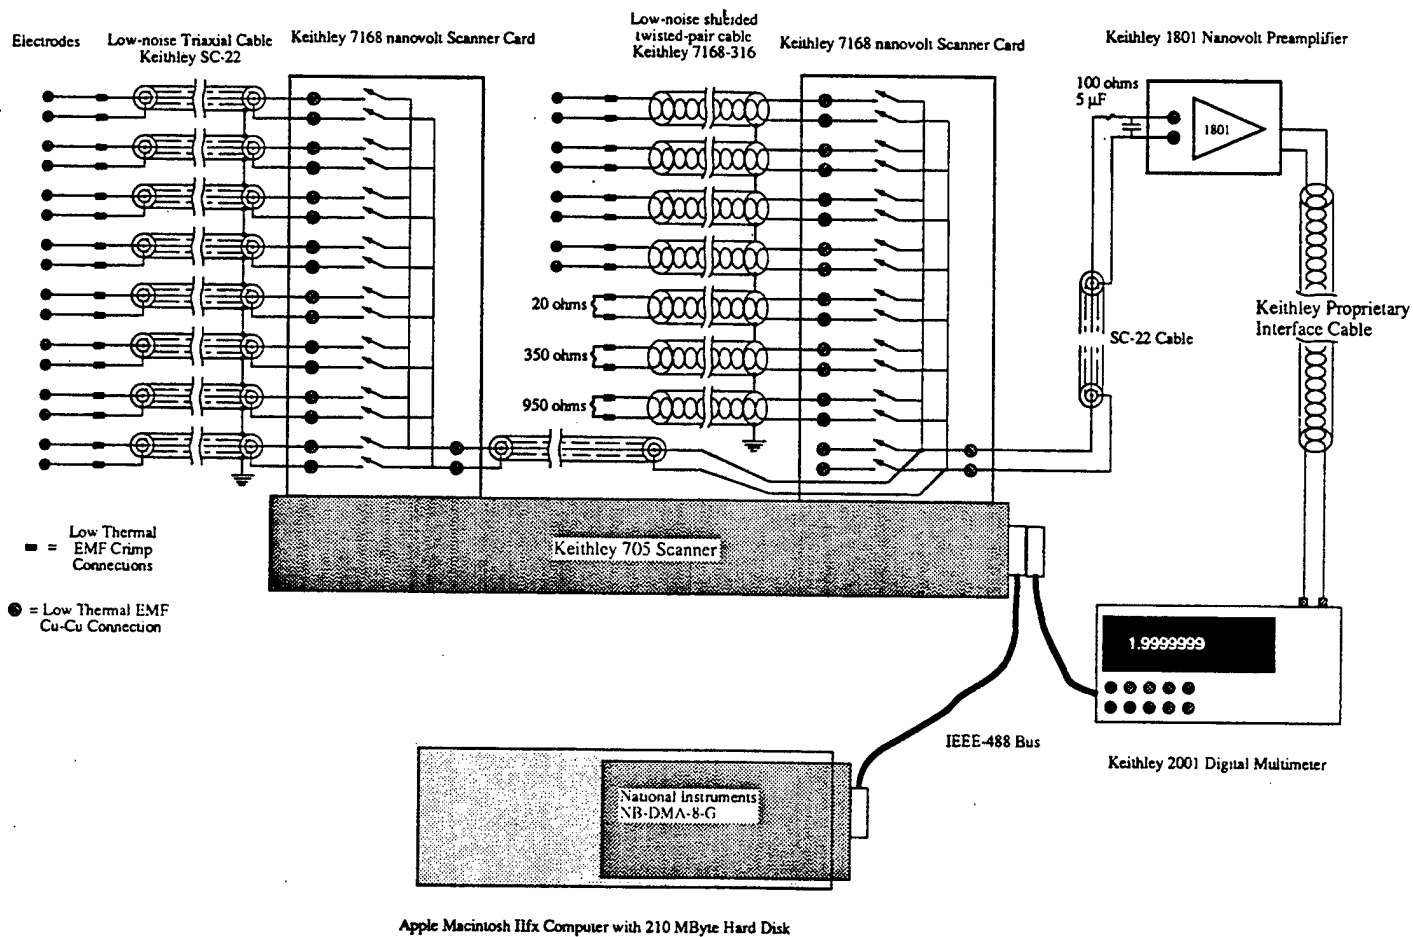 Electrodes
Low-noise Triaxial Cable
Keithley SC-22
Keithley 7168 nanovolt Scanner Card
Low-noise shielded
twisted-pair cable
Keithley 7168-316
Keithley 7168 nanovolt Scanner Card
Keithley 1801 Nanovolt Preamplifier
100 ohms
5 µF
1801
20 ohms
350 ohms
950 ohms
SC-22 Cable
Keithley Proprietary
Interface Cable
Keithley 705 Scanner
= Low Thermal
EMF Crimp
Connections
= Low Thermal EMF
Cu-Cu Connection
1.9999999
IEEE-488 Bus
Keithley 2001 Digital Multimeter
National Instruments
NB-DMA-8-G
Apple Macintosh IIfx Computer with 210 MByte Hard Disk